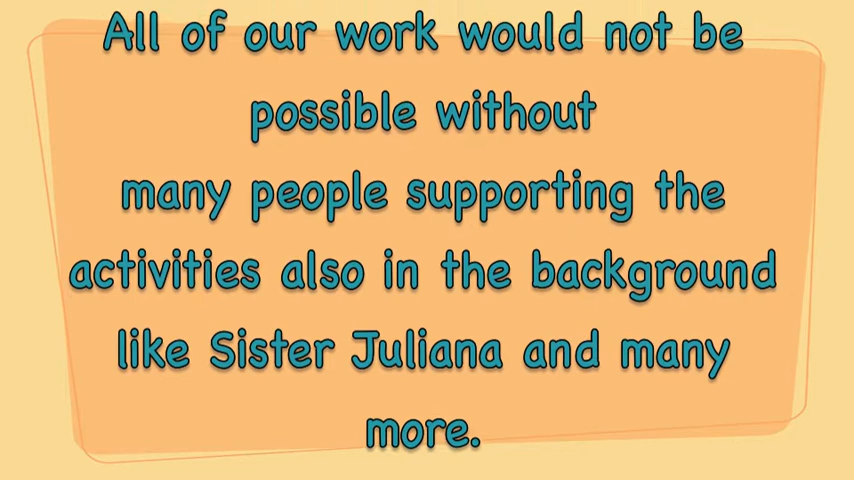 All of our work would not be
possible without
many people supporting the
activities also in the background
like Sister Juliana and many
more.